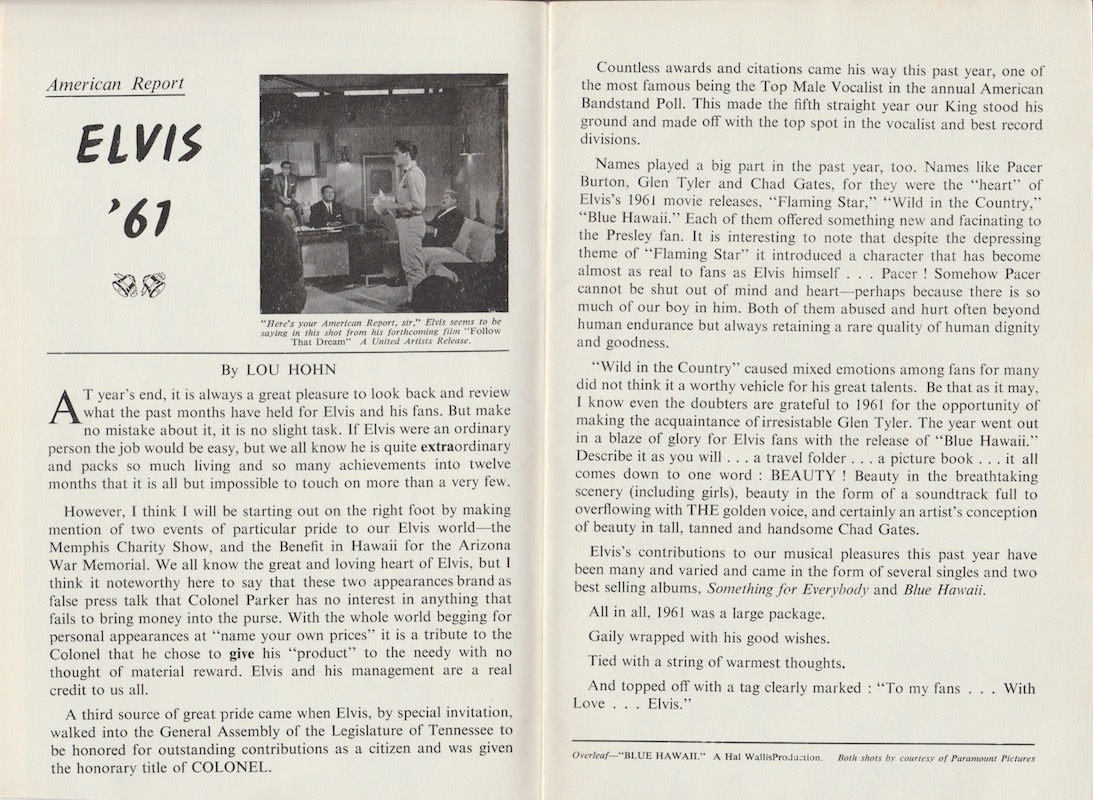 American Report
ELVIS
’61
"Here's your American Report, sir," Elvis seems to be
saying in this shot from his forthcoming film "Follow
That Dream" A United Artists Release.
By LOU HOHN
AT year's end, it is always a great pleasure to look back and review
what the past months have held for Elvis and his fans. But make
no mistake about it, it is no slight task. If Elvis were an ordinary
person the job would be easy, but we all know he is quite extraordinary
and packs so much living and so many achievements into twelve
months that it is all but impossible to touch on more than a very few.
However, I think I will be starting out on the right foot by making
mention of two events of particular pride to our Elvis world—the
Memphis Charity Show, and the Benefit in Hawaii for the Arizona
War Memorial. We all know the great and loving heart of Elvis, but I
think it noteworthy here to say that these two appearances brand as
false press talk that Colonel Parker has no interest in anything that
fails to bring money into the purse. With the whole world begging for
personal appearances at "name your own prices" it is a tribute to the
Colonel that he chose to give his "product" to the needy with no
thought of material reward. Elvis and his management are a real
credit to us all.
A third source of great pride came when Elvis, by special invitation,
walked into the General Assembly of the Legislature of Tennessee to
be honored for outstanding contributions as a citizen and was given
the honorary title of COLONEL.
Countless awards and citations came his way this past year, one of
the most famous being the Top Male Vocalist in the annual American
Bandstand Poll. This made the fifth straight year our King stood his
ground and made off with the top spot in the vocalist and best record
divisions.
Names played a big part in the past year, too. Names like Pacer
Burton, Glen Tyler and Chad Gates, for they were the "heart" of
Elvis's 1961 movie releases, "Flaming Star," "Wild in the Country,"
"Blue Hawaii." Each of them offered something new and facinating to
the Presley fan. It is interesting to note that despite the depressing
theme of "Flaming Star" it introduced a character that has become
almost as real to fans as Elvis himself . . . Pacer ! Somehow Pacer
cannot be shut out of mind and heart—perhaps because there is so
much of our boy in him. Both of them abused and hurt often beyond
human endurance but always retaining a rare quality of human dignity
and goodness.
"Wild in the Country" caused mixed emotions among fans for many
did not think it a worthy vehicle for his great talents. Be that as it may,
I know even the doubters are grateful to 1961 for the opportunity of
making the acquaintance of irresistable Glen Tyler. The year went out
in a blaze of glory for Elvis fans with the release of "Blue Hawaii."
Describe it as you will . . . a travel folder . . . a picture book . . . it all
comes down to one word : BEAUTY ! Beauty in the breathtaking
scenery (including girls), beauty in the form of a soundtrack full to
overflowing with THE golden voice, and certainly an artist's conception
of beauty in tall, tanned and handsome Chad Gates.
Elvis's contributions to our musical pleasures this past year have
been many and varied and came in the form of several singles and two
best selling albums, Something for Everybody and Blue Hawaii.
All in all, 1961 was a large package.
Gaily wrapped with his good wishes.
Tied with a string of warmest thoughts.
And topped off with a tag clearly marked : "To my fans . . . With
Love . . . Elvis."
Overleaf—"BLUE HAWAII." A Hal WallisProduction. Both shots by courtesy of Paramount Pictures